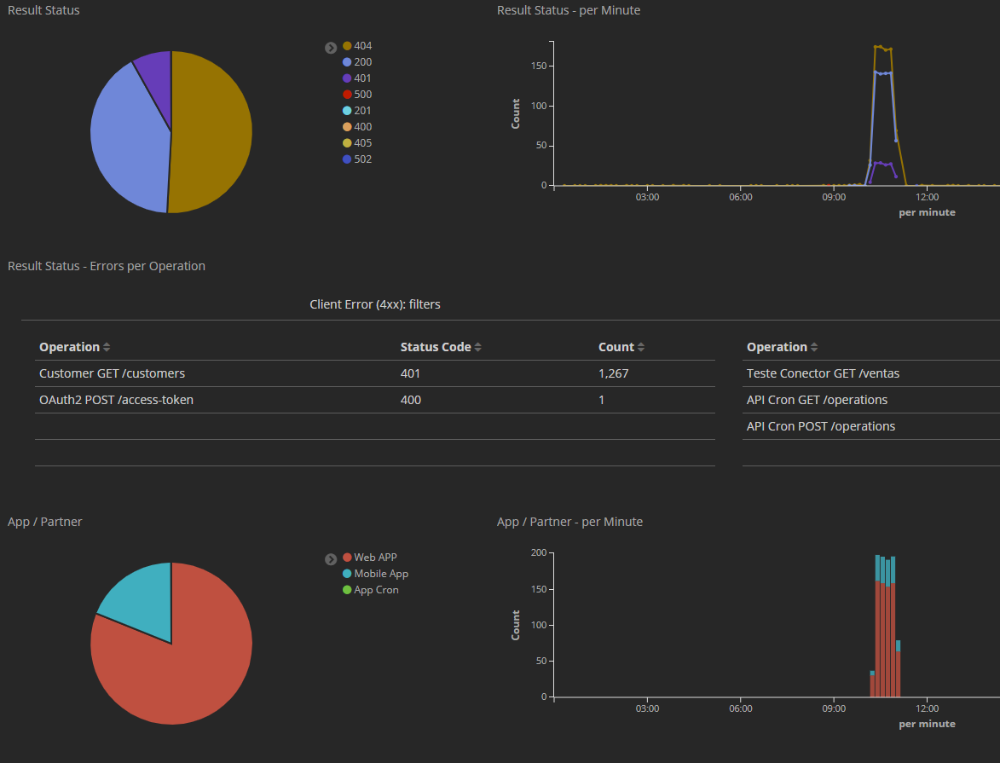 Result Status
404
200
401
500
201
400
405
502
Result Status - per Minute
Count
150
100
50
0
03:00
06:00
09:00
12:00
per minute
Result Status - Errors per Operation
Client Error (4xx): filters
Operation Status Code Count
Customer GET /customers 401 1,267
OAuth2 POST /access-token 400 1
Operation
Teste Conector GET /ventas
API Cron GET /operations
API Cron POST /operations
App / Partner
Web APP
Mobile App
App Cron
App / Partner - per Minute
Count
200
150
100
50
0
03:00
06:00
09:00
12:00
per minute